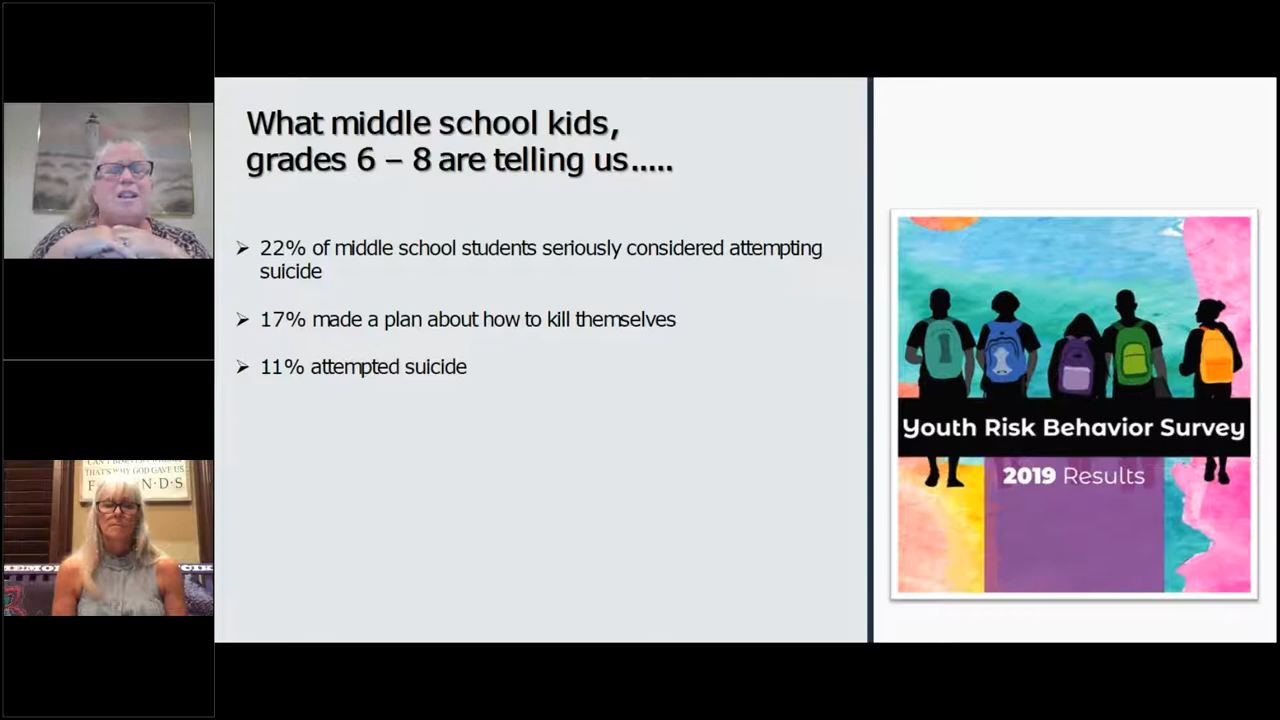 What middle school kids,
grades 6 – 8 are telling us.....
➢ 22% of middle school students seriously considered attempting
suicide
➢ 17% made a plan about how to kill themselves
➢ 11% attempted suicide
Youth Risk Behavior Survey
2019 Results
THAT'S WHY GOD GAVE US